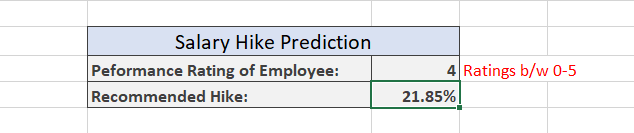 Salary Hike Prediction
Peformance Rating of Employee: 4 Ratings b/w 0-5
Recommended Hike: 21.85%